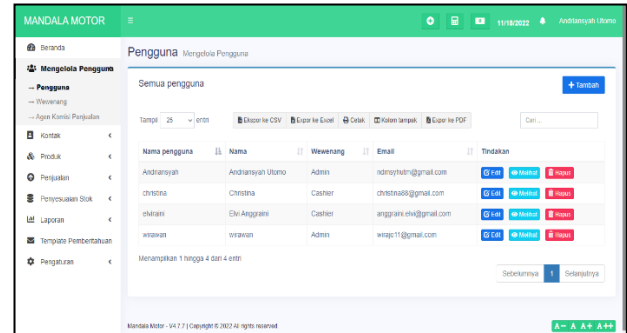 MANDALA MOTOR
11/18/2022
Andriansyah Utomo
Beranda
Mengelola Pengguna
→ Pengguna
→ Wewenang
→ Agen Komisi Penjualan
Kontak
Produk
Penjualan
Penyesuaian Stok
Laporan
Template Pemberitahuan
Pengaturan
Pengguna Mengelola Pengguna
Semua pengguna
+ Tambah
Tampil 25 entri
Ekspor ke CSV Expor ke Excel Cetak Kolom tampak Expor ke PDF
Cari ...
Nama pengguna Nama Wewenang Email Tindakan
Andriansyah Andriansyah Utomo Admin Edit Melihat Hapus
christina Christina Cashier christina88@gmail.com Edit Melihat Hapus
elviraini Elvi Anggraini Cashier anggraini.elvi@gmail.com Edit Melihat Hapus
wirawan wirawan Admin wirajc11@gmail.com Edit Melihat Hapus
Menampilkan 1 hingga 4 dari 4 entri
Sebelumnya 1 Selanjutnya
Mandala Motor - V4.7.7 | Copyright © 2022 All rights reserved.
A- A A+ A++